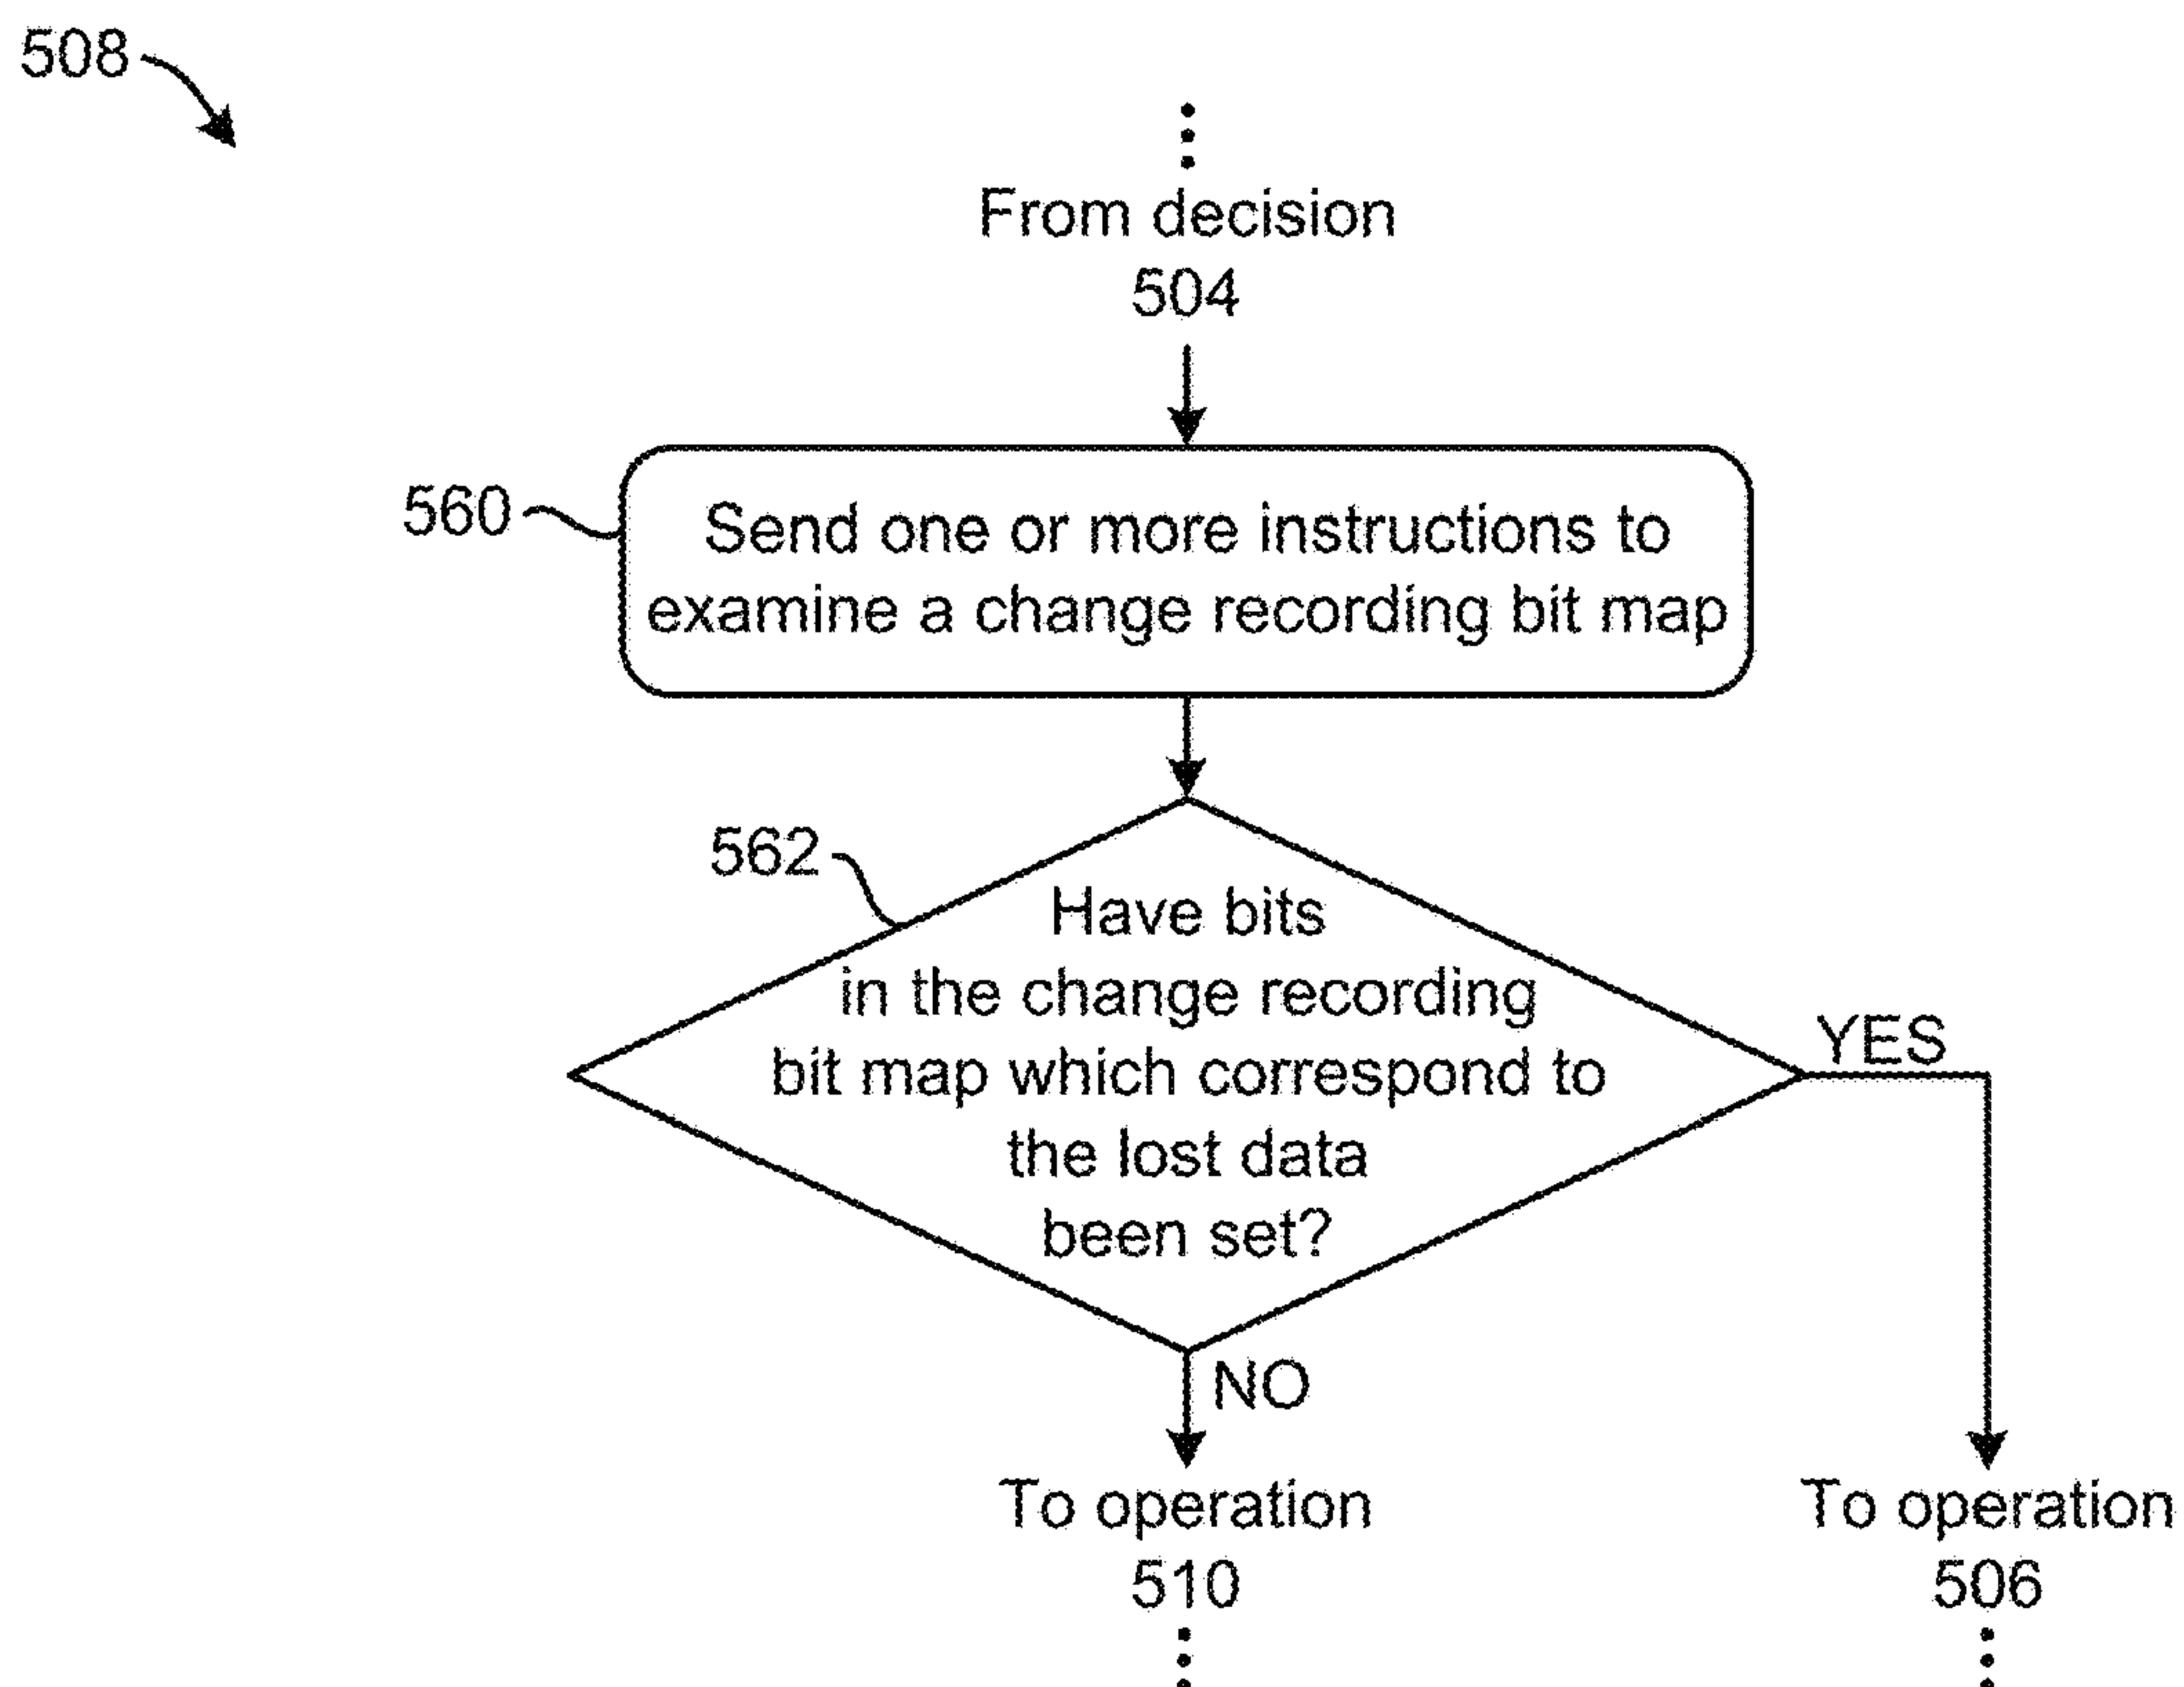 508
From decision
504
560
Send one or more instructions to
examine a change recording bit map
562
Have bits
in the change recording
bit map which correspond to
the lost data
been set?
YES
NO
To operation
510
To operation
506